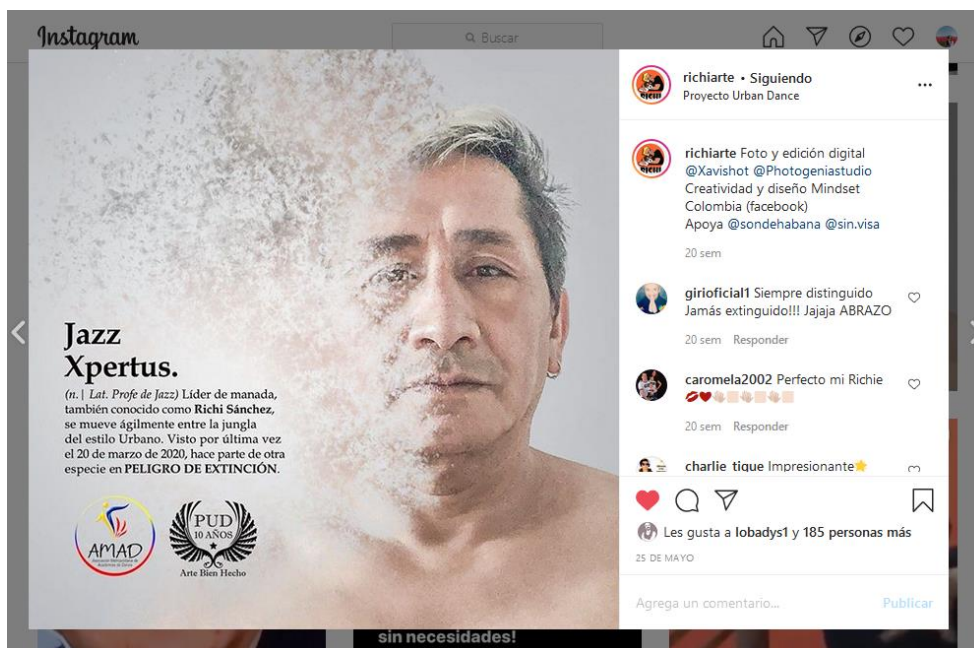 Instagram
Buscar
Jazz
Xpertus.
(n. | Lat. Profe de Jazz) Líder de manada,
también conocido como Richi Sánchez,
se mueve ágilmente entre la jungla
del estilo Urbano. Visto por última vez
el 20 de marzo de 2020, hace parte de otra
especie en PELIGRO DE EXTINCIÓN.
AMAD
PUD
10 AÑOS
Arte Bien Hecho
richiarte • Siguiendo
Proyecto Urban Dance
richiarte Foto y edición digital
@Xavishot @Photogeniastudio
Creatividad y diseño Mindset
Colombia (facebook)
Apoya @sondehabana @sin.visa
20 sem
girioficial1 Siempre distinguido
Jamás extinguido!!! Jajaja ABRAZO
20 sem Responder
caromela2002 Perfecto mi Richie
20 sem Responder
charlie_tique Impresionante
Les gusta a lobadys1 y 185 personas más
25 DE MAYO
Agrega un comentario... Publicar
sin necesidades!